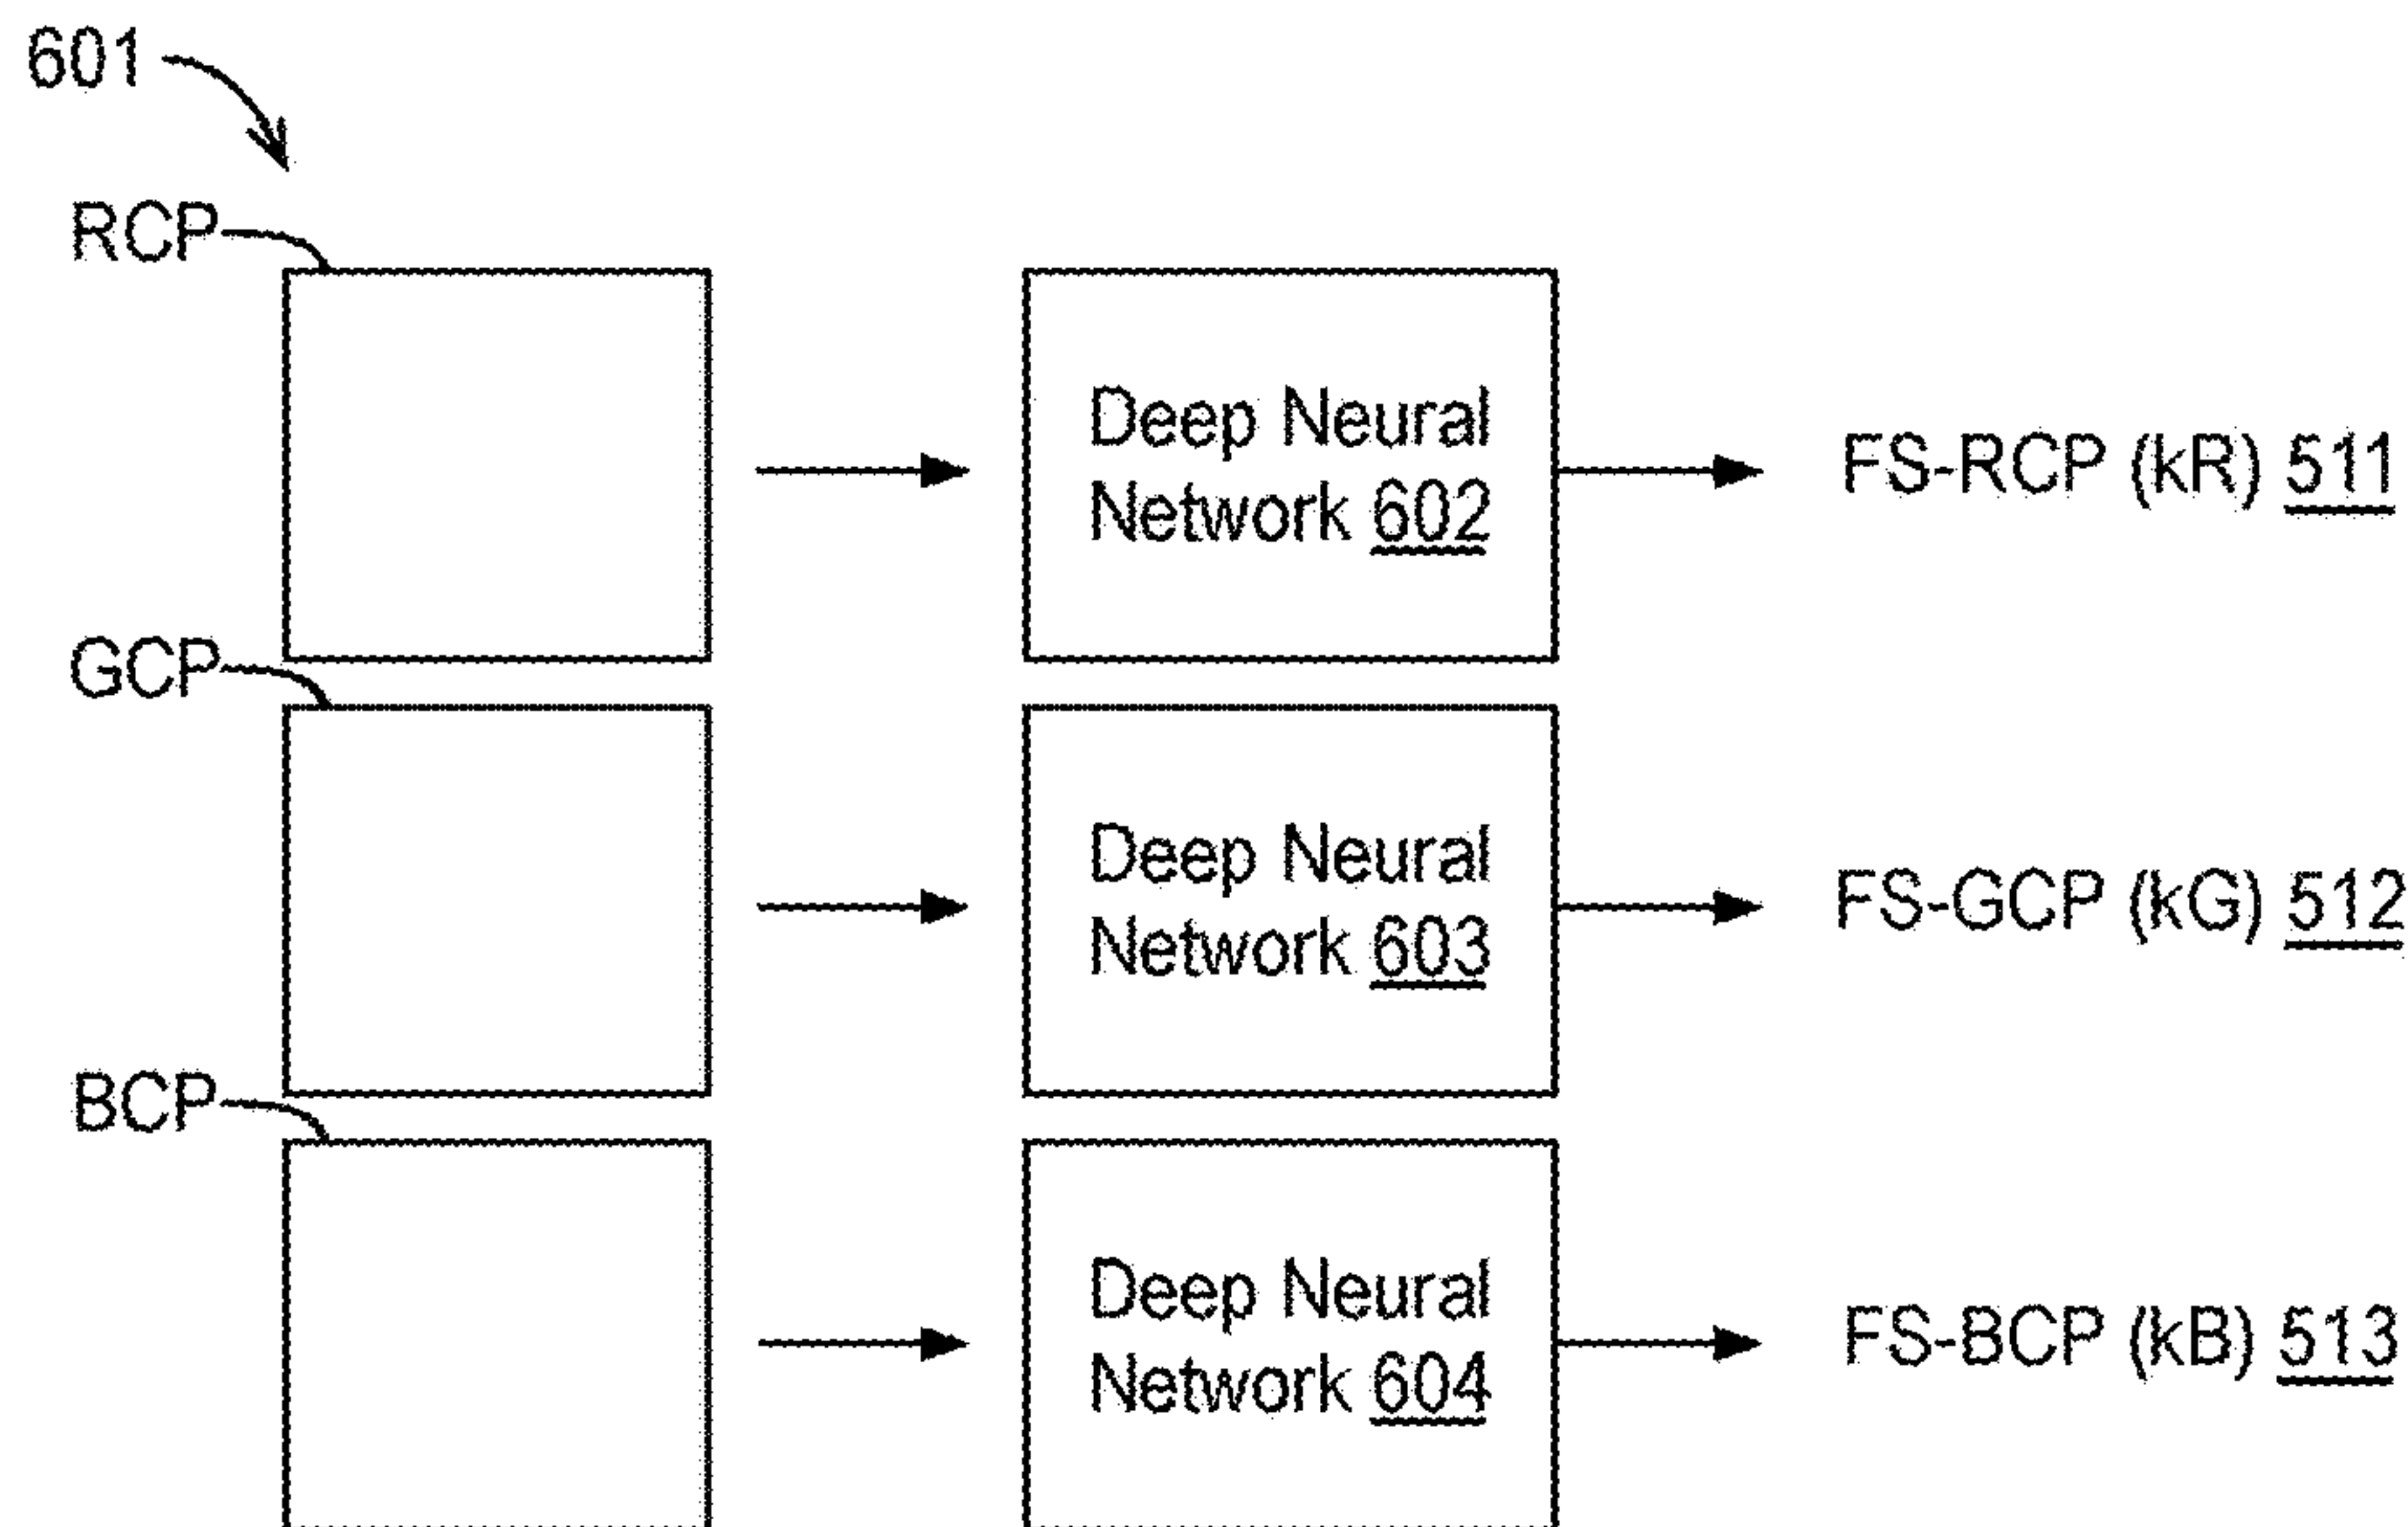 601
RCP
Deep Neural
Network 602
FS-RCP (kR) 511
GCP
Deep Neural
Network 603
FS-GCP (kG) 512
BCP
Deep Neural
Network 604
FS-BCP (kB) 513